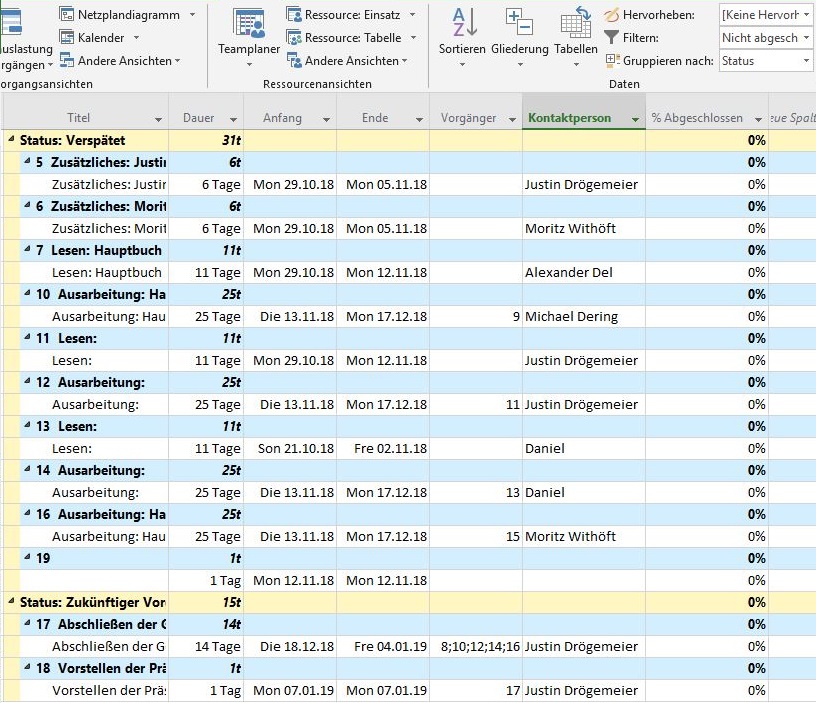 Netzplandiagramm
Kalender
Andere Ansichten
Teamplaner
Ressource: Einsatz
Ressource: Tabelle
Andere Ansichten
Sortieren Gliederung Tabellen
Hervorheben: [Keine Hervorh
Filtern: Nicht abgesch
Gruppieren nach: Status
uslastung
rgängen
organgsansichten Ressourcenansichten Daten
Titel Dauer Anfang Ende Vorgänger Kontaktperson % Abgeschlossen eue Spalt
Status: Verspätet 31t 0%
5 Zusätzliches: Justin 6t 0%
Zusätzliches: Justin 6 Tage Mon 29.10.18 Mon 05.11.18 Justin Drögemeier 0%
6 Zusätzliches: Morit 6t 0%
Zusätzliches: Morit 6 Tage Mon 29.10.18 Mon 05.11.18 Moritz Withöft 0%
7 Lesen: Hauptbuch 11t 0%
Lesen: Hauptbuch 11 Tage Mon 29.10.18 Mon 12.11.18 Alexander Del 0%
10 Ausarbeitung: Ha 25t 0%
Ausarbeitung: Hau 25 Tage Die 13.11.18 Mon 17.12.18 9 Michael Dering 0%
11 Lesen: 11t 0%
Lesen: 11 Tage Mon 29.10.18 Mon 12.11.18 Justin Drögemeier 0%
12 Ausarbeitung: 25t 0%
Ausarbeitung: 25 Tage Die 13.11.18 Mon 17.12.18 11 Justin Drögemeier 0%
13 Lesen: 11t 0%
Lesen: 11 Tage Son 21.10.18 Fre 02.11.18 Daniel 0%
14 Ausarbeitung: 25t 0%
Ausarbeitung: 25 Tage Die 13.11.18 Mon 17.12.18 13 Daniel 0%
16 Ausarbeitung: Ha 25t 0%
Ausarbeitung: Hau 25 Tage Die 13.11.18 Mon 17.12.18 15 Moritz Withöft 0%
19 1t 0%
1 Tag Mon 12.11.18 Mon 12.11.18 0%
Status: Zukünftiger Vor 15t 0%
17 Abschließen der G 14t 0%
Abschließen der G 14 Tage Die 18.12.18 Fre 04.01.19 8;10;12;14;16 Justin Drögemeier 0%
18 Vorstellen der Prä 1t 0%
Vorstellen der Präs 1 Tag Mon 07.01.19 Mon 07.01.19 17 Justin Drögemeier 0%